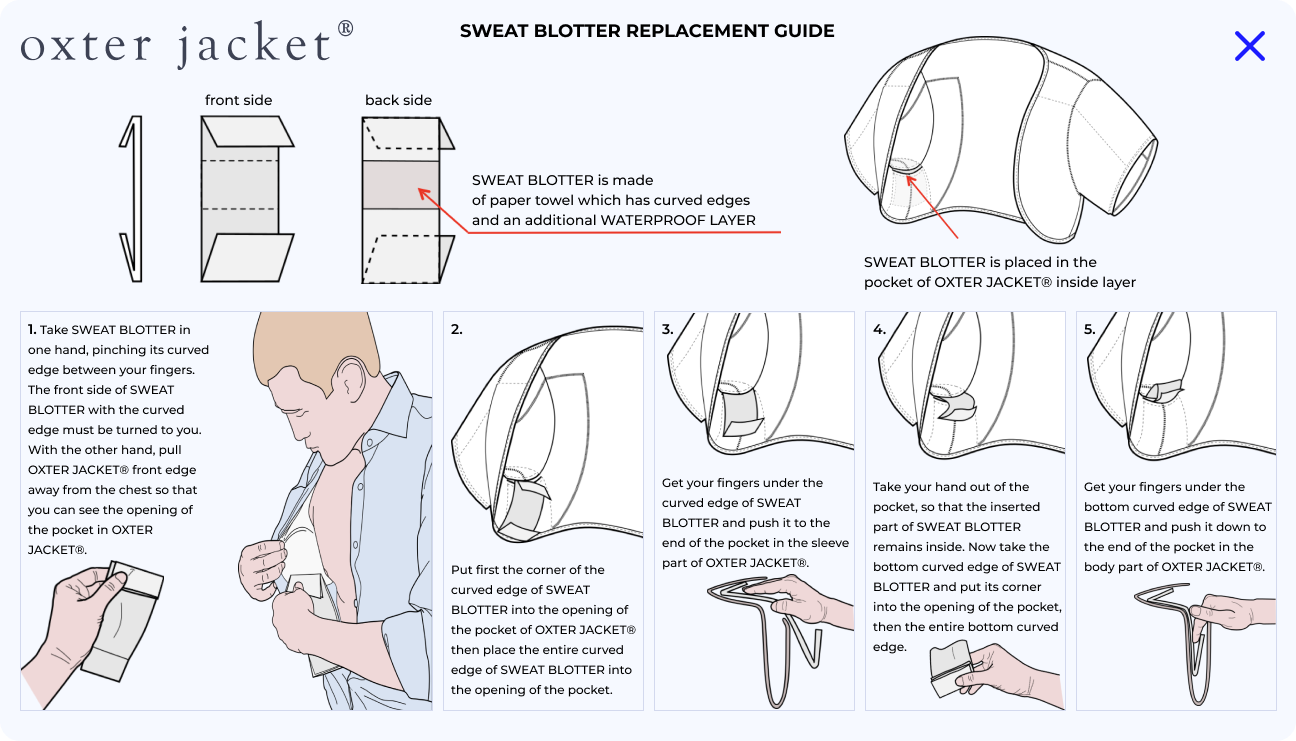 oxter jacket®
SWEAT BLOTTER REPLACEMENT GUIDE
front side
back side
SWEAT BLOTTER is made
of paper towel which has curved edges
and an additional WATERPROOF LAYER
SWEAT BLOTTER is placed in the
pocket of OXTER JACKET® inside layer
1. Take SWEAT BLOTTER in
one hand, pinching its curved
edge between your fingers.
The front side of SWEAT
BLOTTER with the curved
edge must be turned to you.
With the other hand, pull
OXTER JACKET® front edge
away from the chest so that
you can see the opening of
the pocket in OXTER
JACKET®.
2.
Put first the corner of the
curved edge of SWEAT
BLOTTER into the opening of
the pocket of OXTER JACKET®
then place the entire curved
edge of SWEAT BLOTTER into
the opening of the pocket.
3.
Get your fingers under the
curved edge of SWEAT
BLOTTER and push it to the
end of the pocket in the sleeve
part of OXTER JACKET®.
4.
Take your hand out of the
pocket, so that the inserted
part of SWEAT BLOTTER
remains inside. Now take the
bottom curved edge of SWEAT
BLOTTER and put its corner
into the opening of the pocket,
then the entire bottom curved
edge.
5.
Get your fingers under the
bottom curved edge of SWEAT
BLOTTER and push it down to
the end of the pocket in the
body part of OXTER JACKET®.